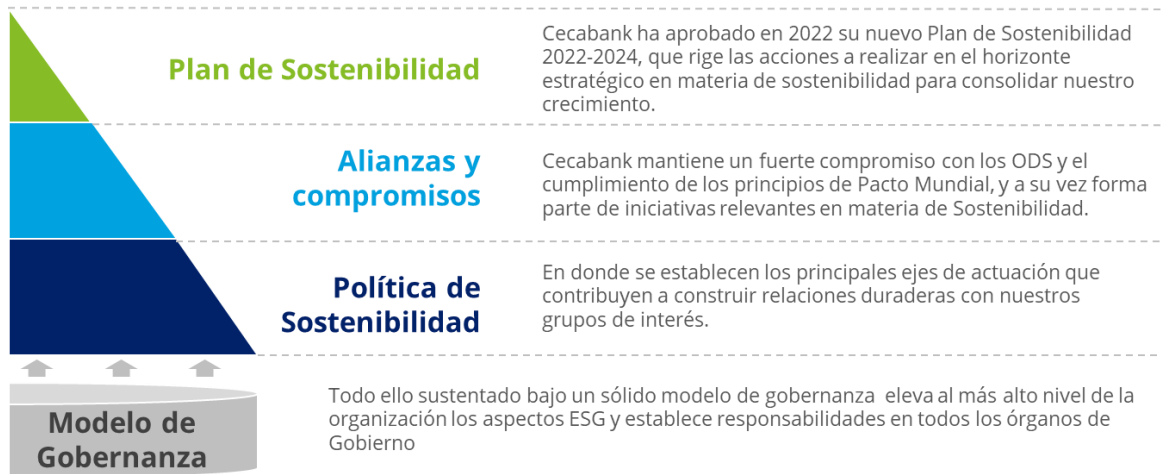 Plan de Sostenibilidad
Cecabank ha aprobado en 2022 su nuevo Plan de Sostenibilidad
2022-2024, que rige las acciones a realizar en el horizonte
estratégico en materia de sostenibilidad para consolidar nuestro
crecimiento.
Alianzas y
compromisos
Cecabank mantiene un fuerte compromiso con los ODS y el
cumplimiento de los principios de Pacto Mundial, y a su vez forma
parte de iniciativas relevantes en materia de Sostenibilidad.
Política de
Sostenibilidad
En donde se establecen los principales ejes de actuación que
contribuyen a construir relaciones duraderas con nuestros
grupos de interés.
Modelo de
Gobernanza
Todo ello sustentado bajo un sólido modelo de gobernanza eleva al más alto nivel de la
organización los aspectos ESG y establece responsabilidades en todos los órganos de
Gobierno